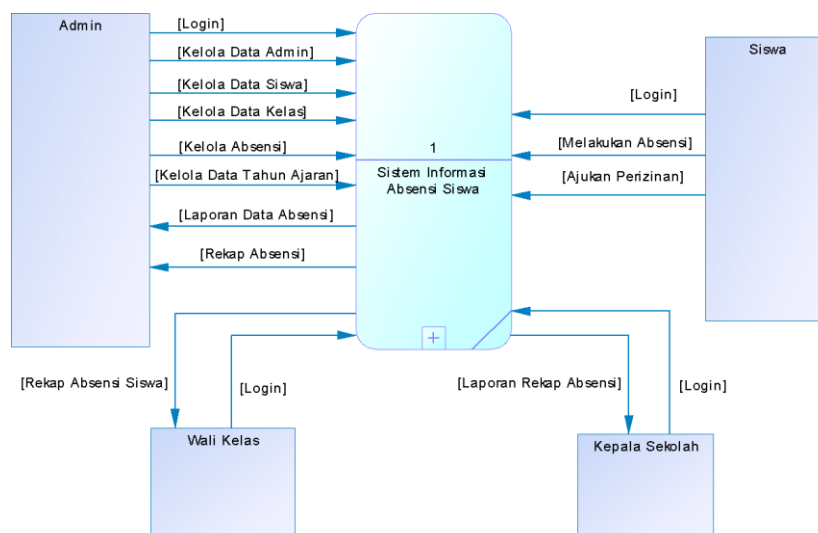 Admin
[Login]
[Kelola Data Admin]
[Kelola Data Siswa]
[Kelola Data Kelas]
[Kelola Absensi]
[Kelola Data Tahun Ajaran]
[Laporan Data Absensi]
[Rekap Absensi]
1
Sistem Informasi
Absensi Siswa
Siswa
[Login]
[Melakukan Absensi]
[Ajukan Perizinan]
[Rekap Absensi Siswa]
[Login]
[Laporan Rekap Absensi]
[Login]
Wali Kelas
Kepala Sekolah